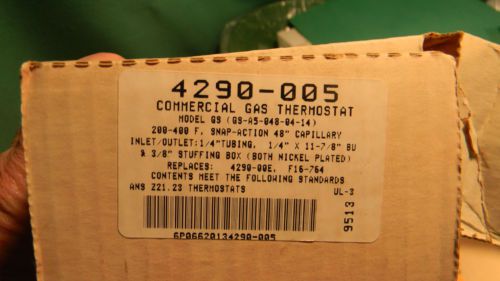 4290-005
COMMERCIAL GAS THERMOSTAT
MODEL GS (GS-A5-048-04-14)
200-400 F, SNAP-ACTION 48" CAPILLARY
INLET/OUTLET:1/4"TUBING, 1/4" X 11-7/8" BU
& 3/8" STUFFING BOX (BOTH NICKEL PLATED)
REPLACES: 4290-00E, F16-764
CONTENTS MEET THE FOLLOWING STANDARDS
ANS Z21.23 THERMOSTATS UL-3
9513
6P06620134290-005